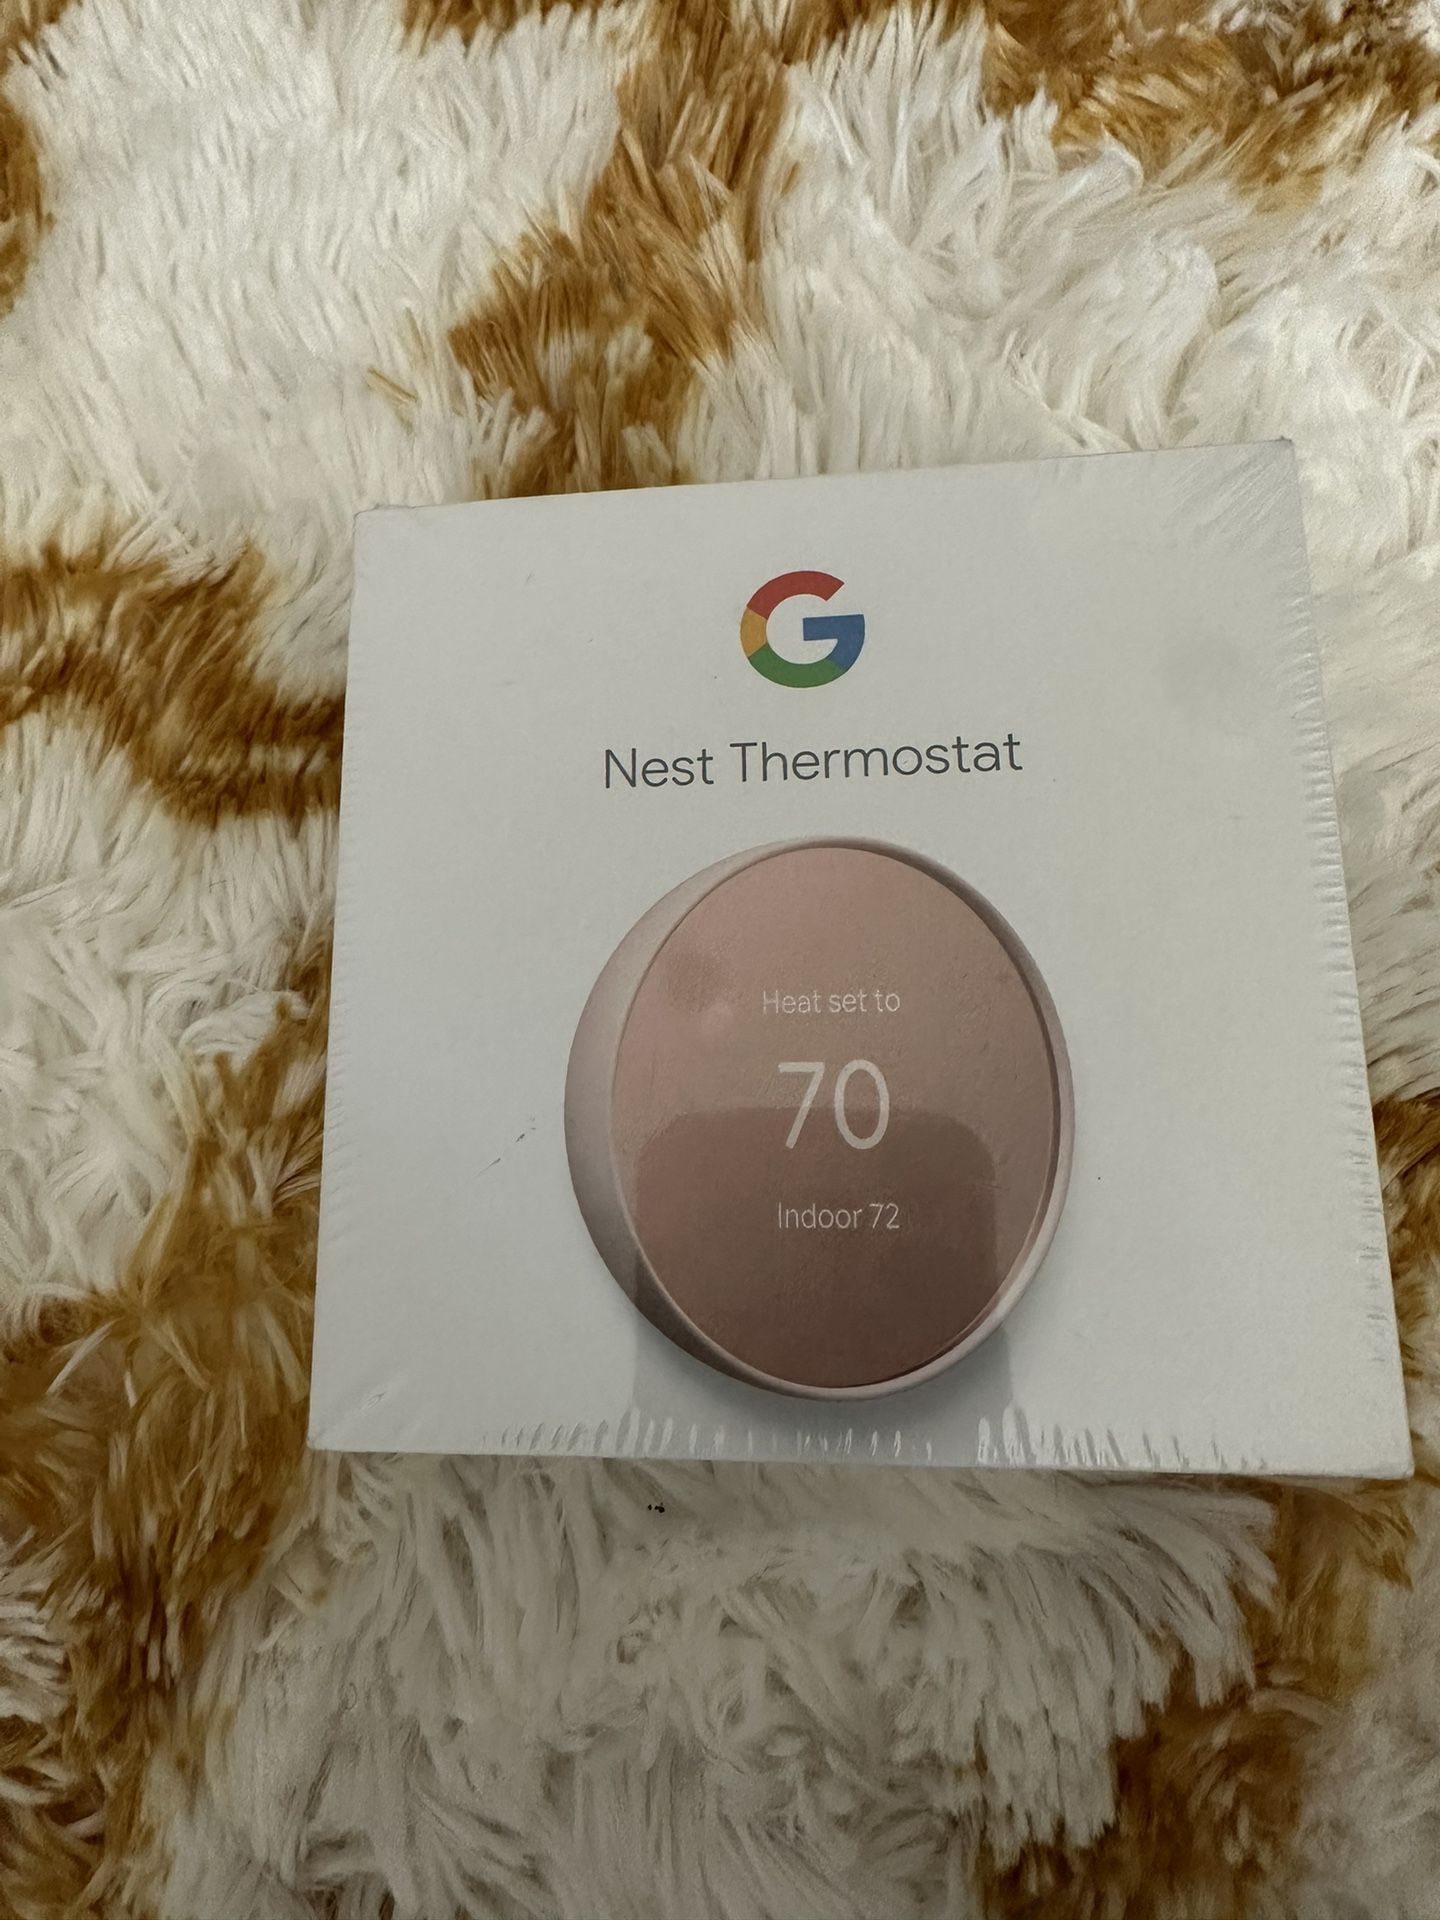 G
Nest Thermostat
Heat set to
70
Indoor 72